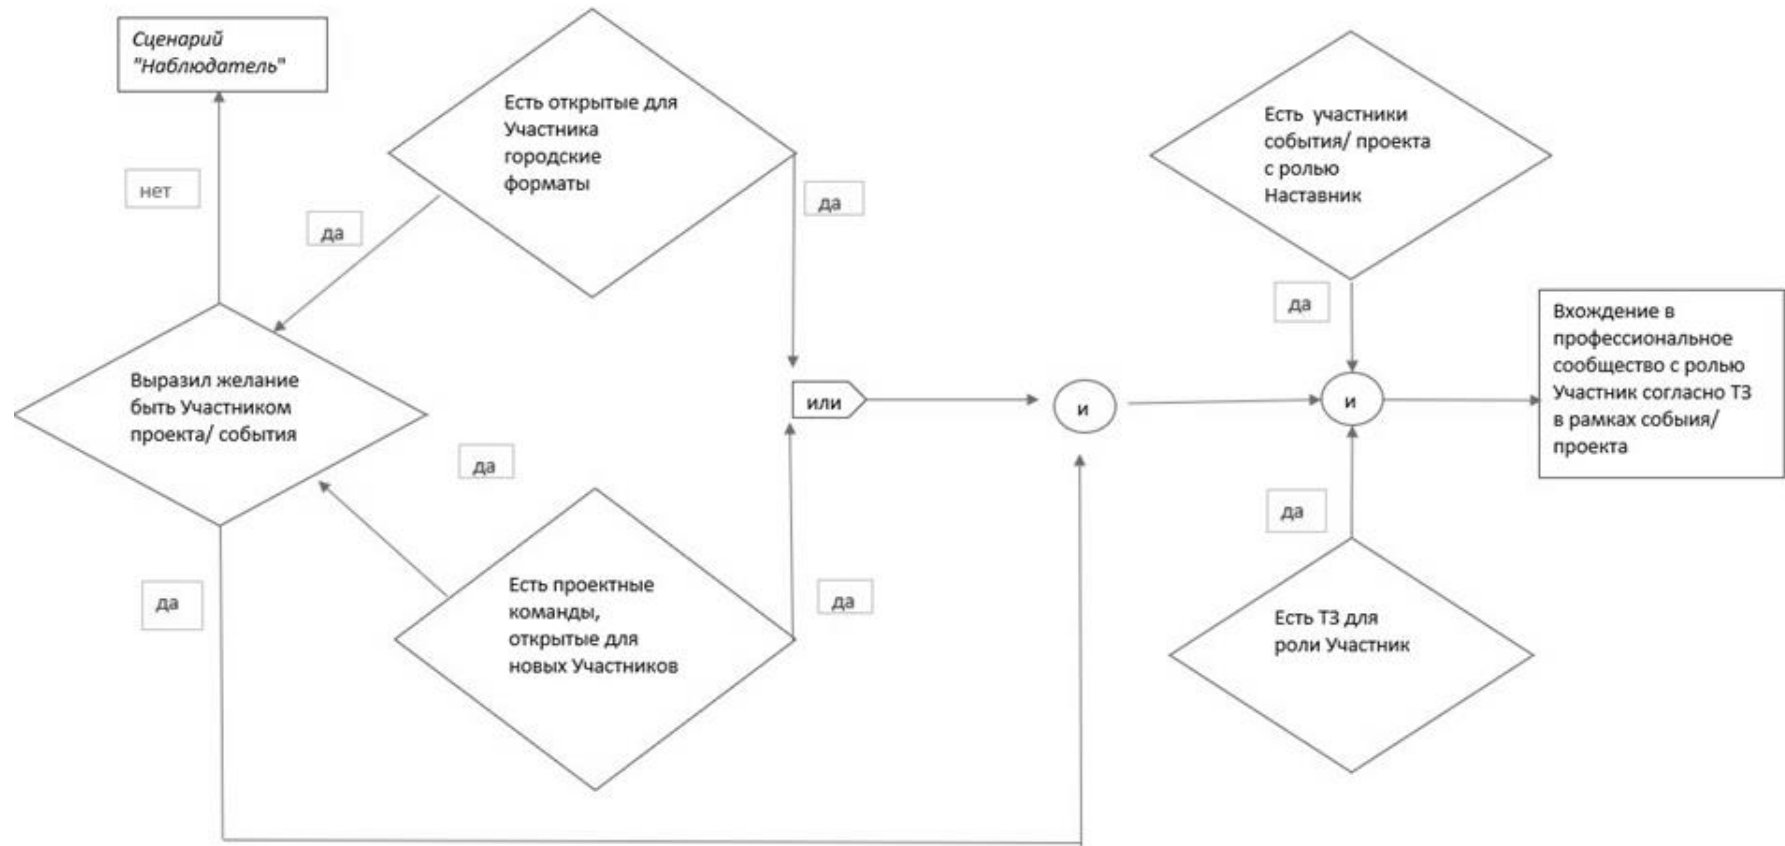 Сценарий
"Наблюдатель"
нет
Есть открытые для
Участника
городские
форматы
да
да
Есть  участники
события/ проекта
с ролью
Наставник
да
Выразил желание
быть Участником
проекта/ события
или
и
и
Вхождение в
профессиональное
сообщество с ролью
Участник согласно ТЗ
в рамках собыия/
проекта
да
да
да
Есть проектные
команды,
открытые для
новых Участников
да
Есть ТЗ для
роли Участник